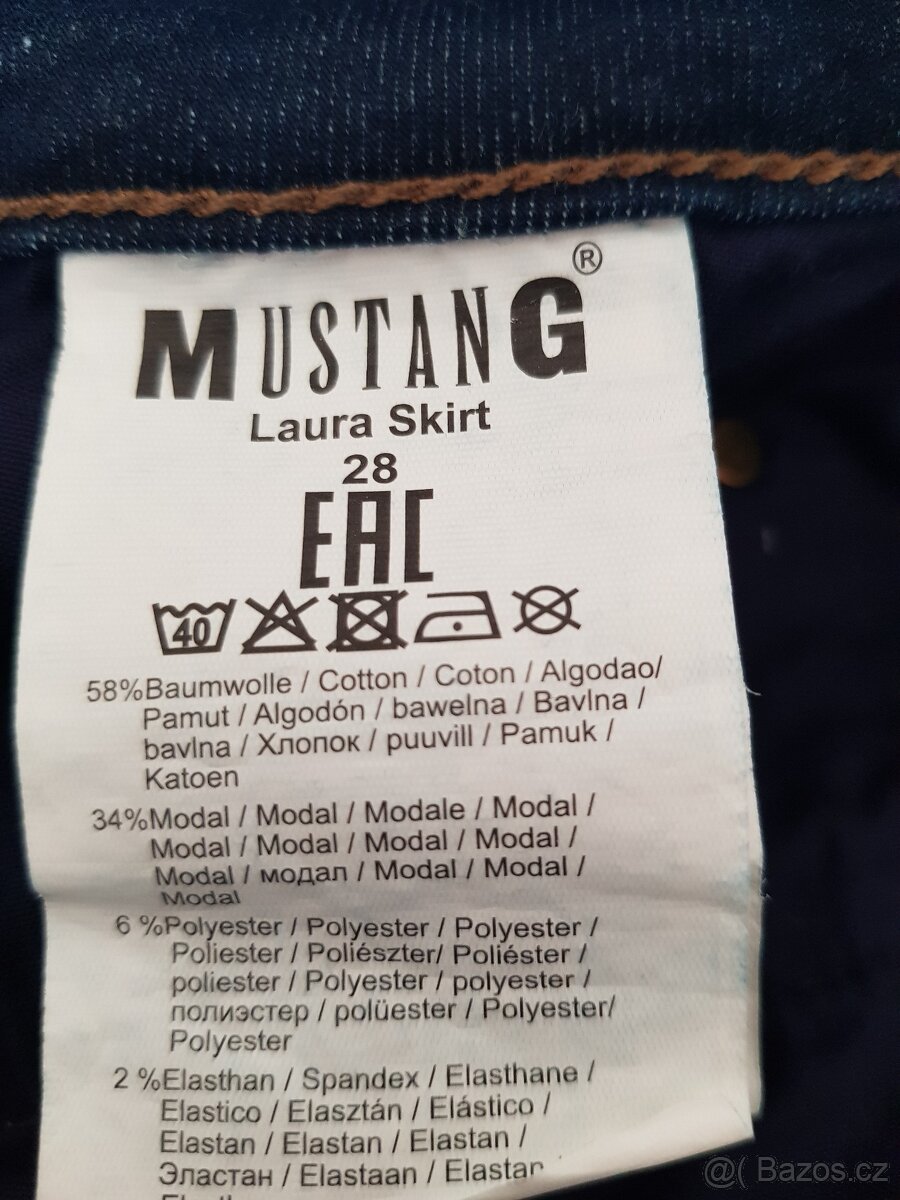 MUSTANG®
Laura Skirt
28
EAC
40
58%Baumwolle / Cotton / Coton / Algodao/
Pamut / Algodón / bawelna / Bavlna /
bavlna / Хлопок / puuvill / Pamuk /
Katoen
34%Modal / Modal / Modale / Modal /
Modal / Modal / Modal / Modal /
Modal / модал / Modal / Modal /
Modal
6 %Polyester / Polyester / Polyester /
Poliester / Poliészter/ Poliéster /
poliester / Polyester / polyester /
полиэстер / polüester / Polyester/
Polyester
2 %Elasthan / Spandex / Elasthane /
Elastico / Elasztán / Elástico /
Elastan / Elastan / Elastan /
Эластан / Elastaan / Elastan
@( Bazos.cz